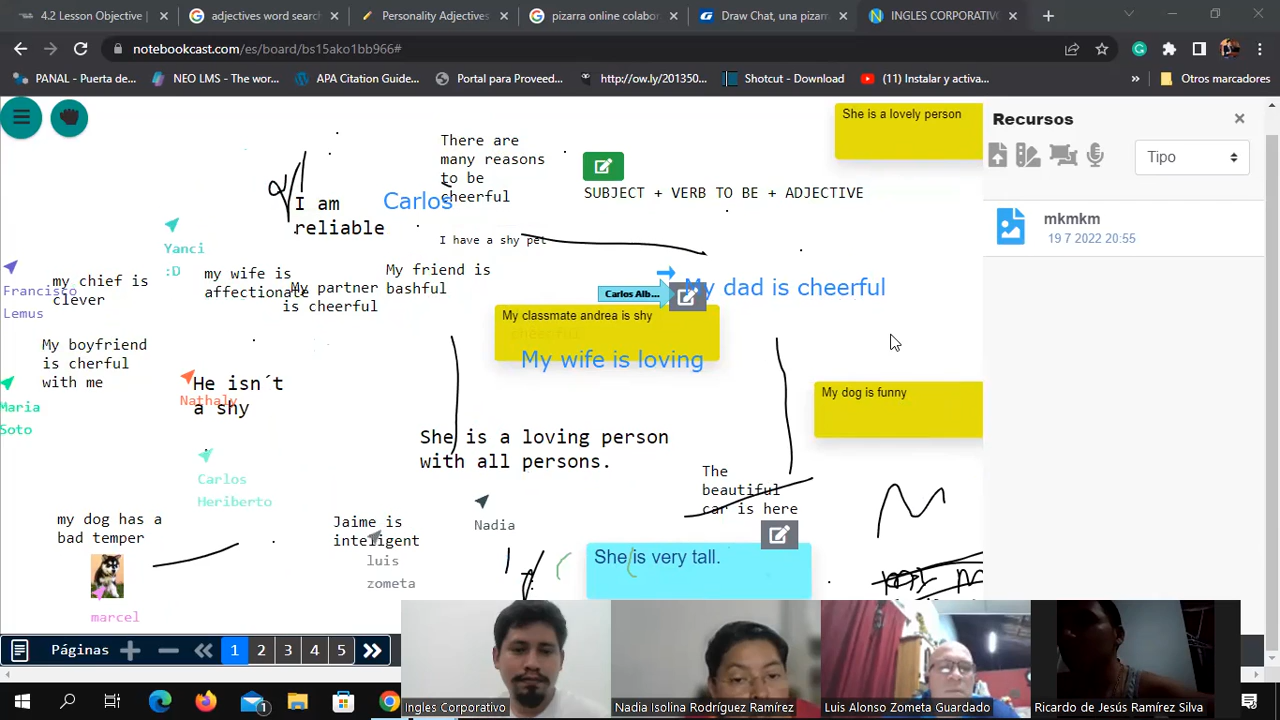 4.2 Lesson Objective
adjectives word search
Personality Adjectives
pizarra online colabo
Draw Chat, una pizarr
INGLES CORPORATIVO
notebookcast.com/es/board/bs15ako1bb966#
PANAL - Puerta de...
NEO LMS - The wor...
APA Citation Guide...
Portal para Proveed...
http://ow.ly/201350...
Shotcut - Download
(11) Instalar y activa...
»
Otros marcadores
She is a lovely person
Recursos
Tipo
mkmkm
19 7 2022 20:55
There are
many reasons
to be
cheerful
SUBJECT + VERB TO BE + ADJECTIVE
I am
reliable
Carlos
I have a shy pet
Yanci
:D
my wife is
affectionate
My friend is
bashful
My partner
is cheerful
my chief is
clever
Francisco
Lemus
Carlos Alb...
My dad is cheerful
My classmate andrea is shy
cheerful
My wife is loving
My boyfriend
is cherful
with me
He isn´t
a shy
Nathaly
Maria
Soto
My dog is funny
She is a loving person
with all persons.
Carlos
Heriberto
The
beautiful
car is here
Nadia
my dog has a
bad temper
Jaime is
inteligent
luis
zometa
She is very tall.
marcel
Páginas
1 2 3 4 5
Ingles Corporativo
Nadia Isolina Rodríguez Ramírez
Luis Alonso Zometa Guardado
Ricardo de Jesús Ramírez Silva
1